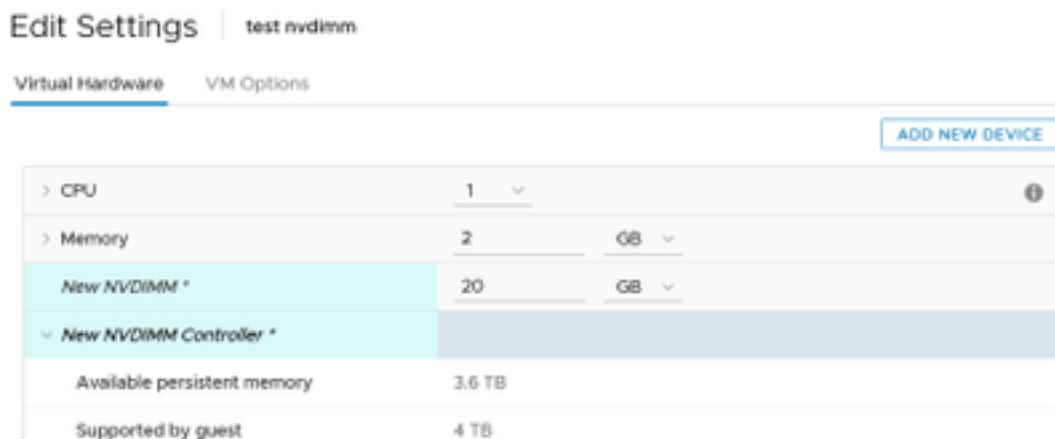 Edit Settings test nvdimm
Virtual Hardware VM Options
ADD NEW DEVICE
CPU 1
Memory 2 GB
New NVDIMM * 20 GB
New NVDIMM Controller *
Available persistent memory 3.6 TB
Supported by guest 4 TB